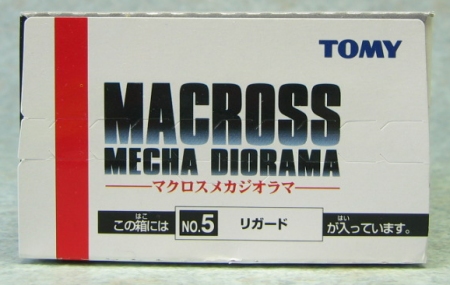 TOMY
MACROSS
MECHA DIORAMA
マクロスメカジオラマ
この箱には NO.5 リガード が入っています。